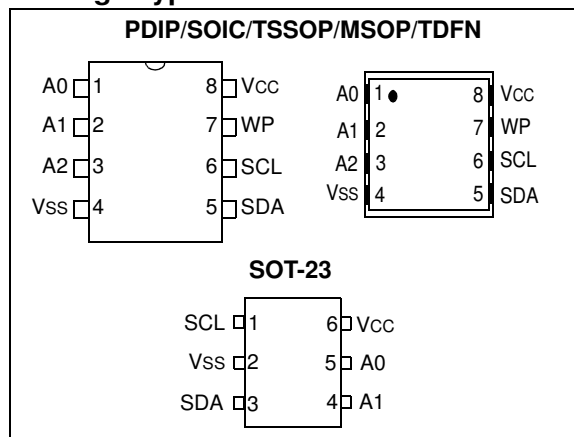 PDIP/SOIC/TSSOP/MSOP/TDFN
A0 1 8 VCC
A1 2 7 WP
A2 3 6 SCL
VSS 4 5 SDA
A0 1 8 VCC
A1 2 7 WP
A2 3 6 SCL
VSS 4 5 SDA
SOT-23
SCL 1 6 VCC
VSS 2 5 A0
SDA 3 4 A1